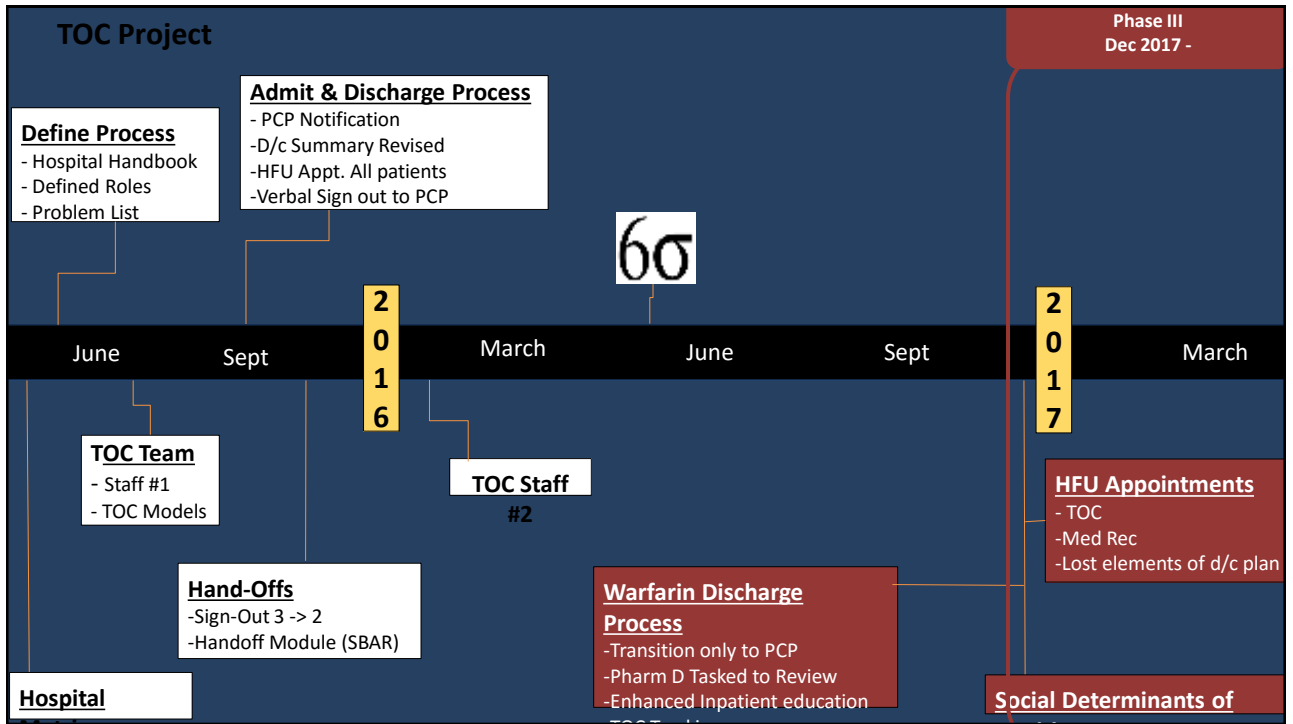 TOC Project
Phase III
Dec 2017 -
Admit & Discharge Process
- PCP Notification
-D/c Summary Revised
-HFU Appt. All patients
-Verbal Sign out to PCP
Define Process
- Hospital Handbook
- Defined Roles
- Problem List
6σ
June
Sept
2
0
1
6
March
June
Sept
2
0
1
7
March
TOC Team
- Staff #1
- TOC Models
TOC Staff
#2
HFU Appointments
- TOC
-Med Rec
-Lost elements of d/c plan
Hand-Offs
-Sign-Out 3 -> 2
-Handoff Module (SBAR)
Warfarin Discharge
Process
-Transition only to PCP
-Pharm D Tasked to Review
-Enhanced Inpatient education
Hospital
Social Determinants of